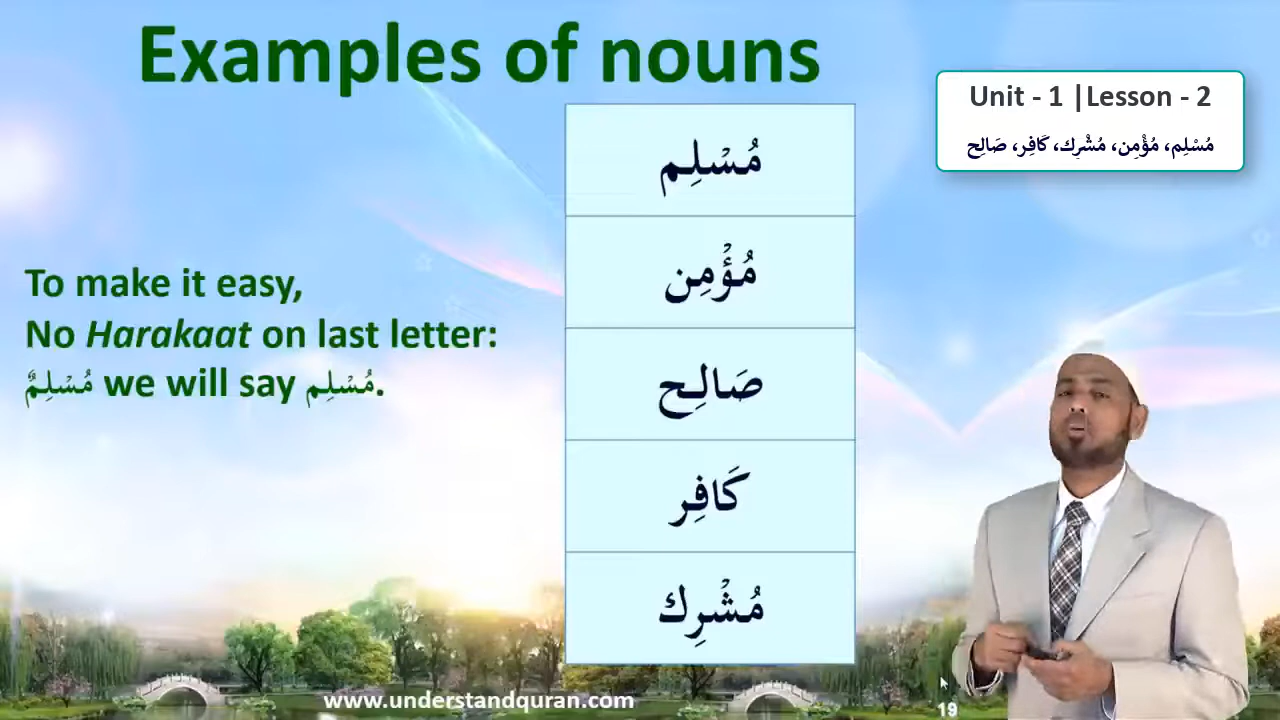 Examples of nouns
Unit - 1 |Lesson - 2
مُسْلِم، مُؤْمِن، مُشْرِك، كَافِر، صَالِح
مُسْلِم
مُؤْمِن
صَالِح
كَافِر
مُشْرِك
To make it easy,
No Harakaat on last letter:
مُسْلِمٌ we will say مُسْلِم.
www.understandquran.com
19